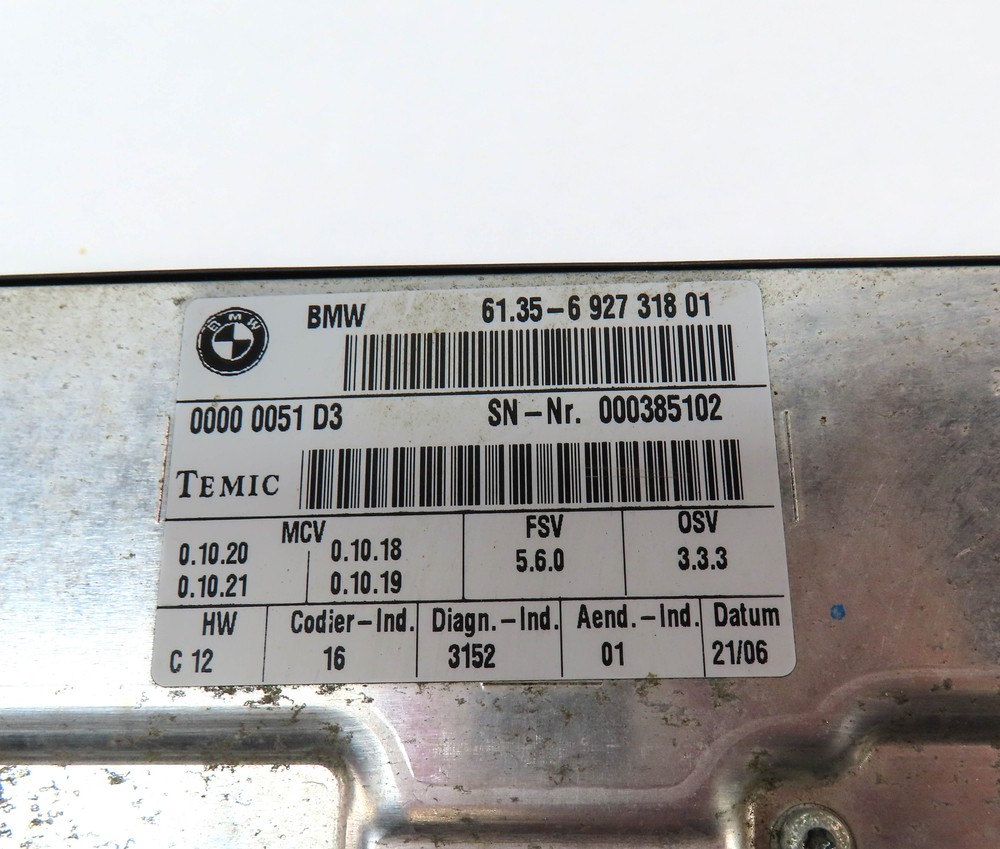 BMW
BMW 61.35-6 927 318 01
0000 0051 D3 SN-Nr. 000385102
TEMIC
MCV FSV OSV
0.10.20 0.10.18 5.6.0 3.3.3
0.10.21 0.10.19
HW Codier-Ind. Diagn.-Ind. Aend.-Ind. Datum
C 12 16 3152 01 21/06